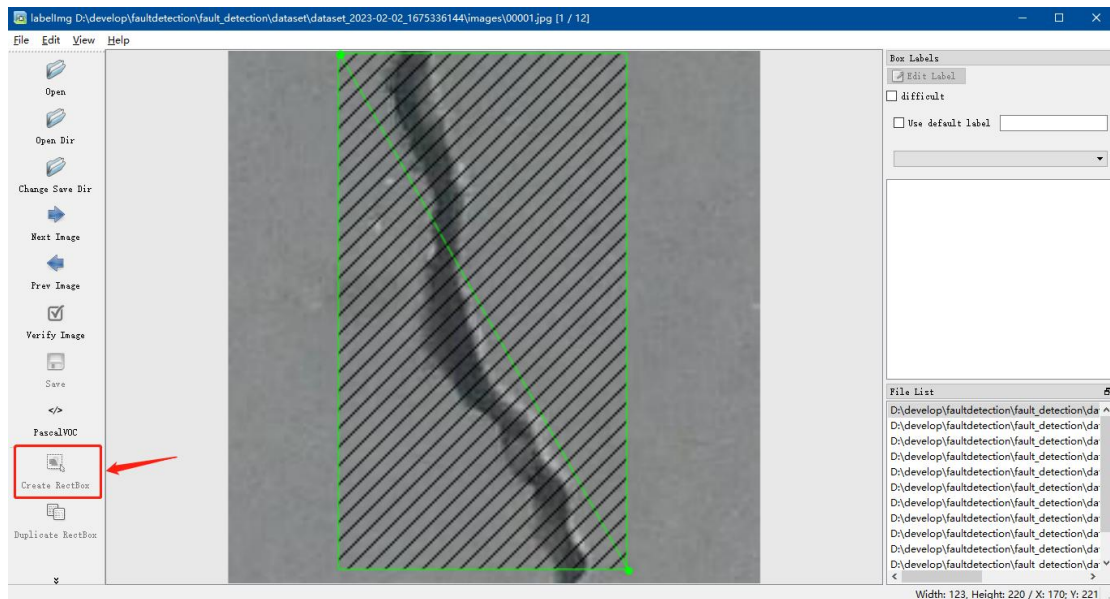 labelImg D:\develop\faultdetection\fault_detection\dataset\dataset_2023-02-02_1675336144\images\00001.jpg [1 / 12]
File Edit View Help
Open
Open Dir
Change Save Dir
Next Image
Prev Image
Verify Image
Save
</>
PascalVOC
Create RectBox
Duplicate RectBox
Box Labels
Edit Label
difficult
Use default label
File List
D:\develop\faultdetection\fault_detection\da
D:\develop\faultdetection\fault_detection\da
D:\develop\faultdetection\fault_detection\da
D:\develop\faultdetection\fault_detection\da
D:\develop\faultdetection\fault_detection\da
D:\develop\faultdetection\fault_detection\da
D:\develop\faultdetection\fault_detection\da
D:\develop\faultdetection\fault_detection\da
D:\develop\faultdetection\fault_detection\da
D:\develop\faultdetection\fault_detection\da
D:\develop\faultdetection\fault_detection\da
Width: 123, Height: 220 / X: 170; Y: 221